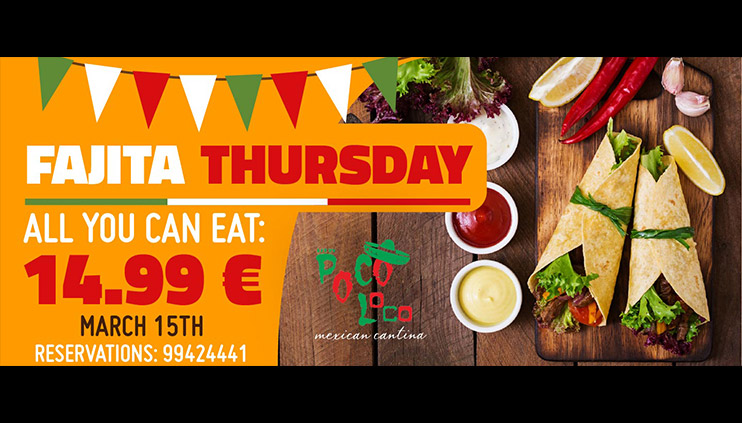 FAJITA THURSDAY
ALL YOU CAN EAT:
14.99 €
MARCH 15TH
RESERVATIONS: 99424441
POCO
LOCO
mexican cantina